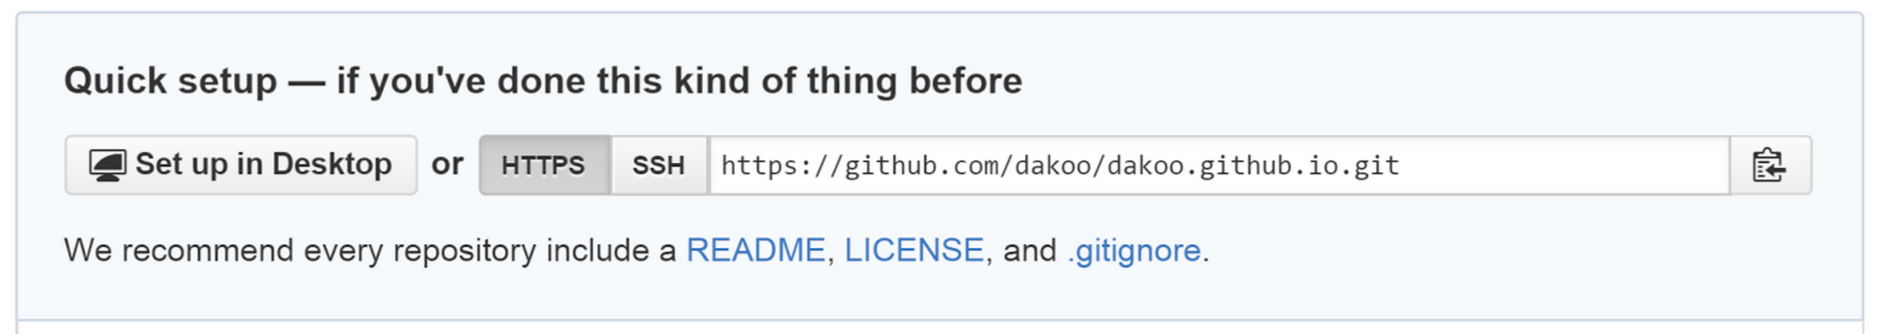 Quick setup — if you've done this kind of thing before
Set up in Desktop or HTTPS SSH https://github.com/dakoo/dakoo.github.io.git
We recommend every repository include a README, LICENSE, and .gitignore.